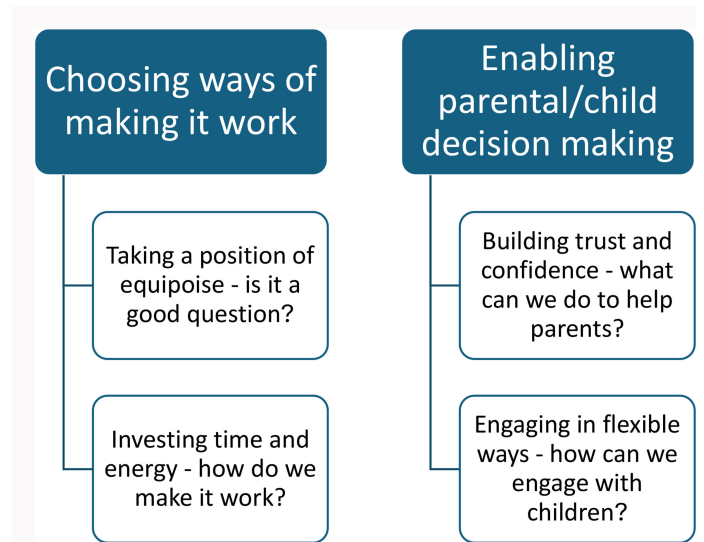 Choosing ways of
making it work
Taking a position of
equipoise - is it a
good question?
Investing time and
energy - how do we
make it work?
Enabling
parental/child
decision making
Building trust and
confidence - what
can we do to help
parents?
Engaging in flexible
ways - how can we
engage with
children?